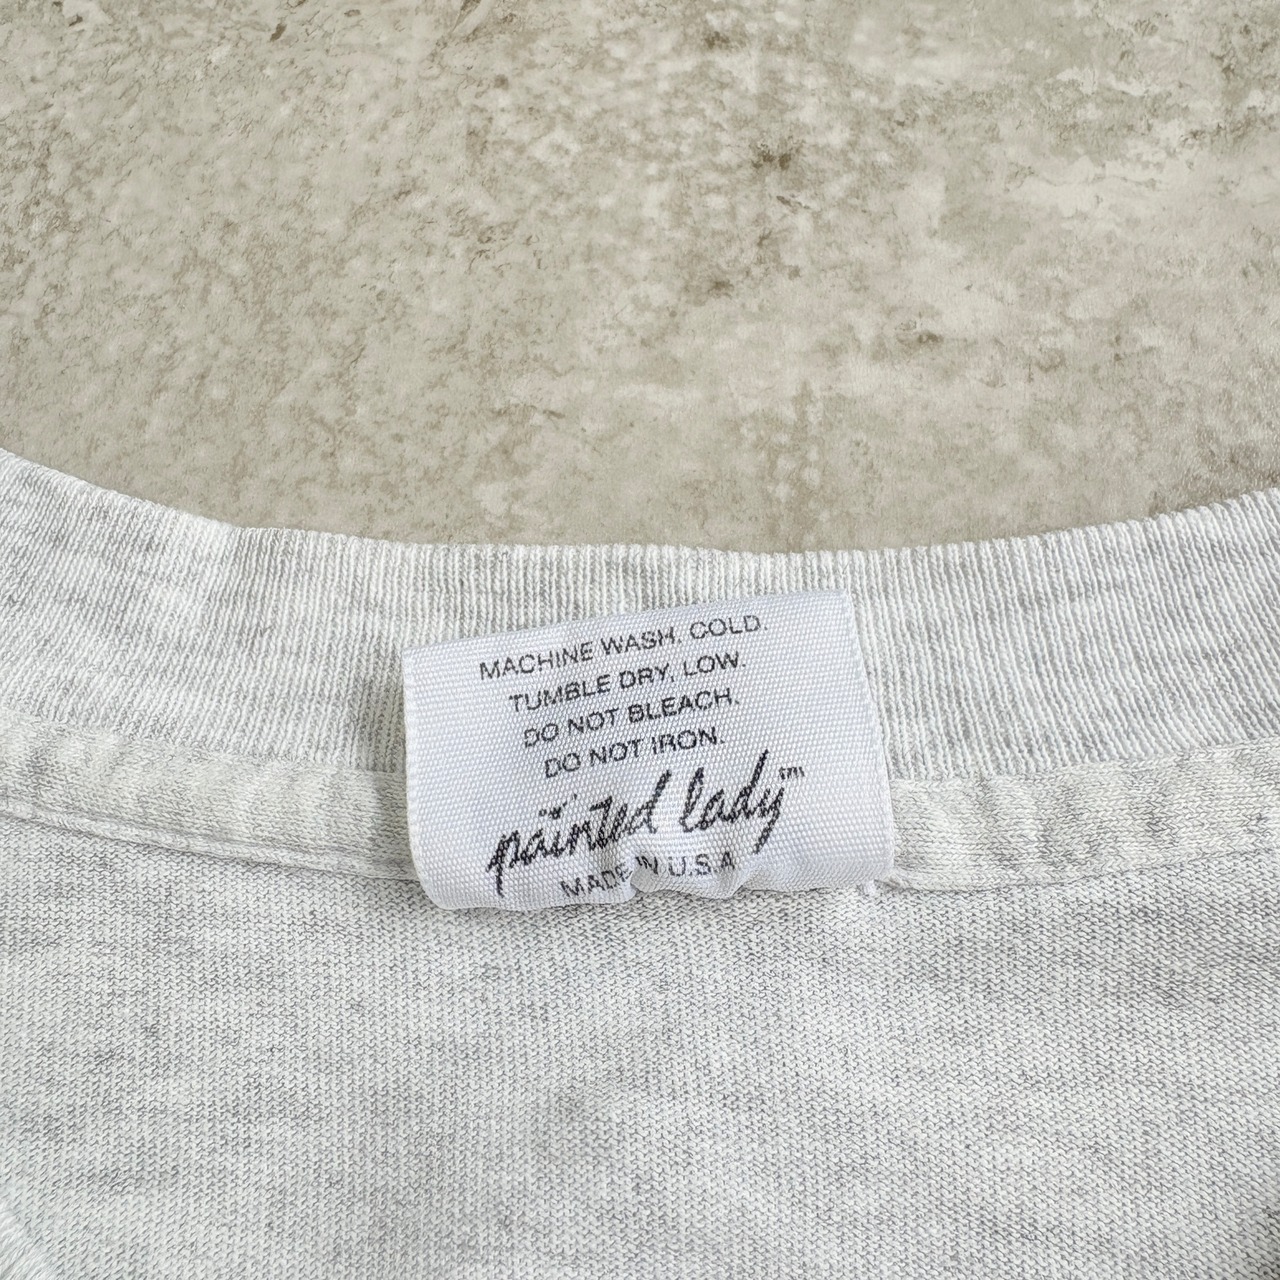 MACHINE WASH, COLD.
TUMBLE DRY, LOW.
DO NOT BLEACH.
DO NOT IRON.
painted lady™
MADE IN U.S.A